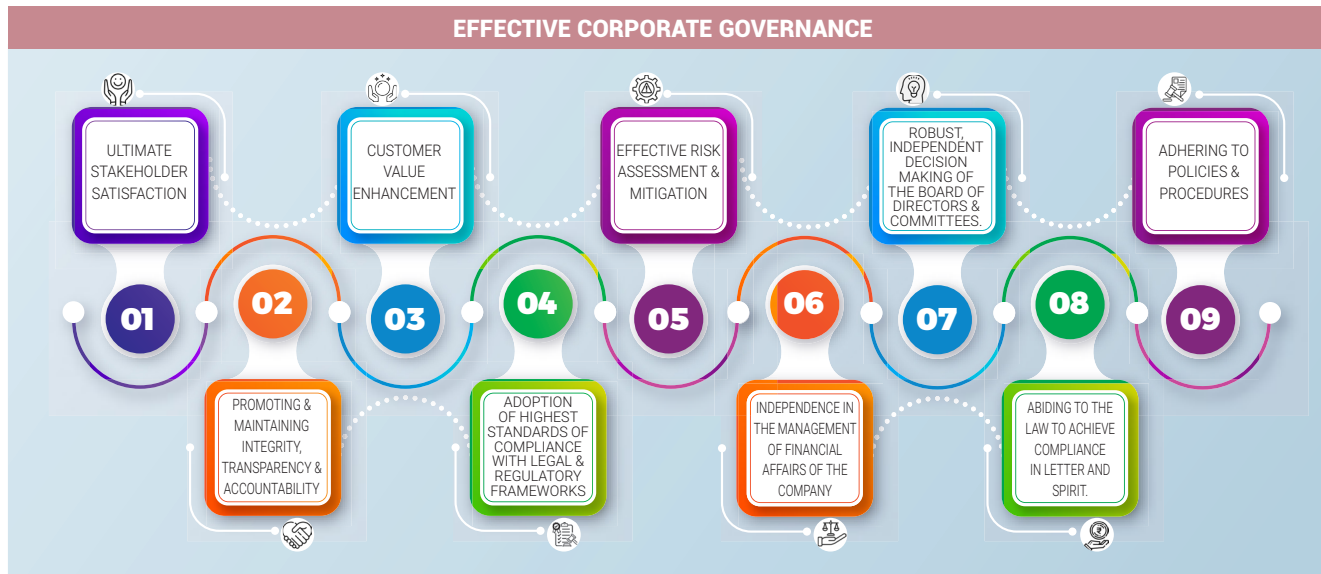 EFFECTIVE CORPORATE GOVERNANCE
ULTIMATE
STAKEHOLDER
SATISFACTION
01
02
PROMOTING &
MAINTAINING
INTEGRITY,
TRANSPARENCY &
ACCOUNTABILITY
CUSTOMER
VALUE
ENHANCEMENT
03
04
ADOPTION
OF HIGHEST
STANDARDS OF
COMPLIANCE
WITH LEGAL &
REGULATORY
FRAMEWORKS
EFFECTIVE RISK
ASSESSMENT &
MITIGATION
05
06
INDEPENDENCE IN
THE MANAGEMENT
OF FINANCIAL
AFFAIRS OF THE
COMPANY
ROBUST,
INDEPENDENT
DECISION
MAKING OF
THE BOARD OF
DIRECTORS &
COMMITTEES.
07
08
ABIDING TO THE
LAW TO ACHIEVE
COMPLIANCE
IN LETTER AND
SPIRIT.
ADHERING TO
POLICIES &
PROCEDURES
09